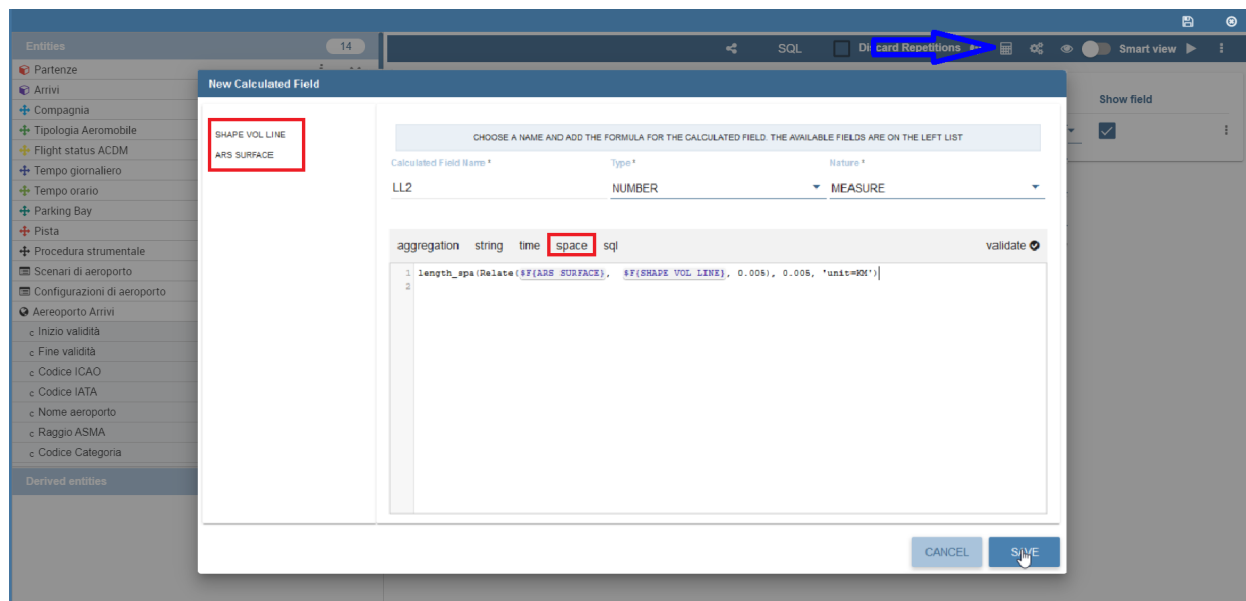 Entities 14
SQL Discard Repetitions Smart view
Partenze
Arrivi
Compagnia
Tipologia Aeromobile
Flight status ACDM
Tempo giornaliero
Tempo orario
Parking Bay
Pista
Procedura strumentale
Scenari di aeroporto
Configurazioni di aeroporto
Aereoporto Arrivi
c Inizio validità
c Fine validità
c Codice ICAO
c Codice IATA
c Nome aeroporto
c Raggio ASMA
c Codice Categoria
Derived entities
New Calculated Field
SHAPE VOL LINE
ARS SURFACE
CHOOSE A NAME AND ADD THE FORMULA FOR THE CALCULATED FIELD. THE AVAILABLE FIELDS ARE ON THE LEFT LIST
Calculated Field Name * Type * Nature *
LL2 NUMBER MEASURE
aggregation string time space sql validate
1 length_spa(Relate($F{ARS SURFACE}, $F{SHAPE VOL LINE}, 0.005), 0.005, 'unit=KM')
2
CANCEL SAVE
Show field